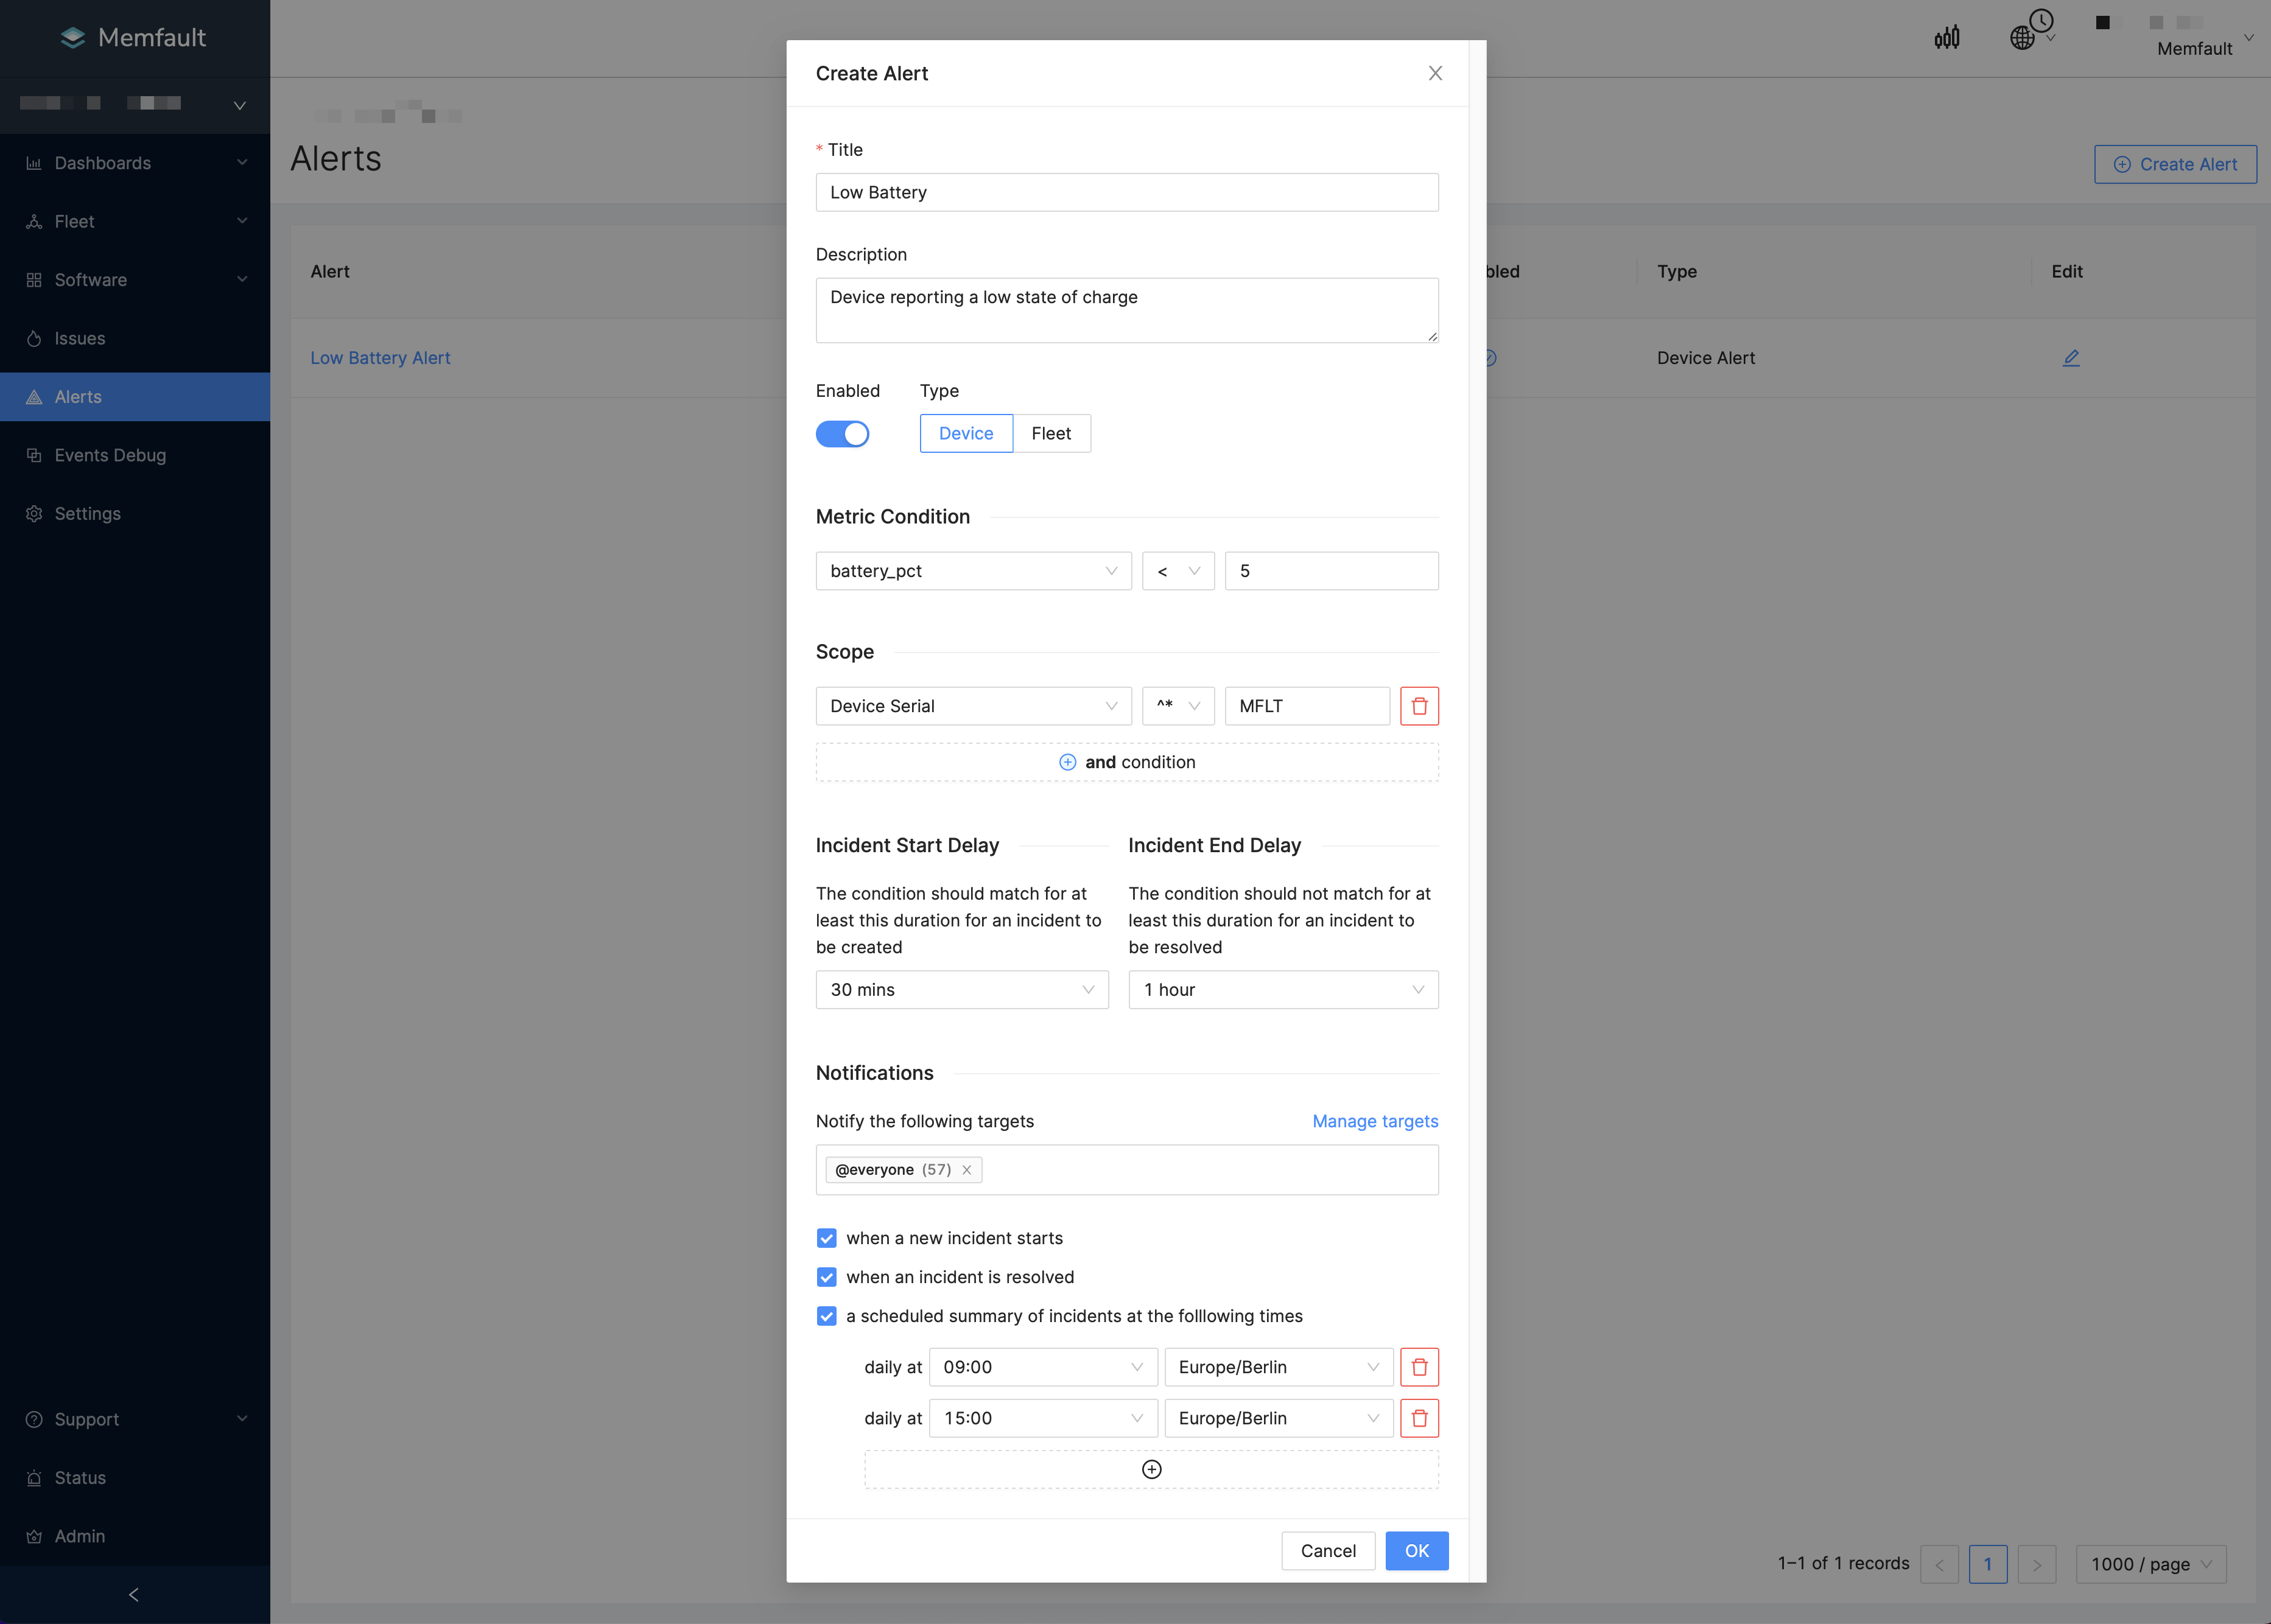 Memfault
Dashboards
Fleet
Software
Issues
Alerts
Events Debug
Settings
Support
Status
Admin
Memfault
Alerts
Create Alert
Alert
bled
Type
Edit
Low Battery Alert
Device Alert
1–1 of 1 records
<
1
>
1000 / page
Create Alert
* Title
Low Battery
Description
Device reporting a low state of charge
Enabled
Type
Device
Fleet
Metric Condition
battery_pct
<
5
Scope
Device Serial
^*
MFLT
and condition
Incident Start Delay
The condition should match for at
least this duration for an incident to
be created
30 mins
Incident End Delay
The condition should not match for at
least this duration for an incident to
be resolved
1 hour
Notifications
Notify the following targets
Manage targets
@everyone (57)
when a new incident starts
when an incident is resolved
a scheduled summary of incidents at the folllowing times
daily at 09:00 Europe/Berlin
daily at 15:00 Europe/Berlin
Cancel
OK